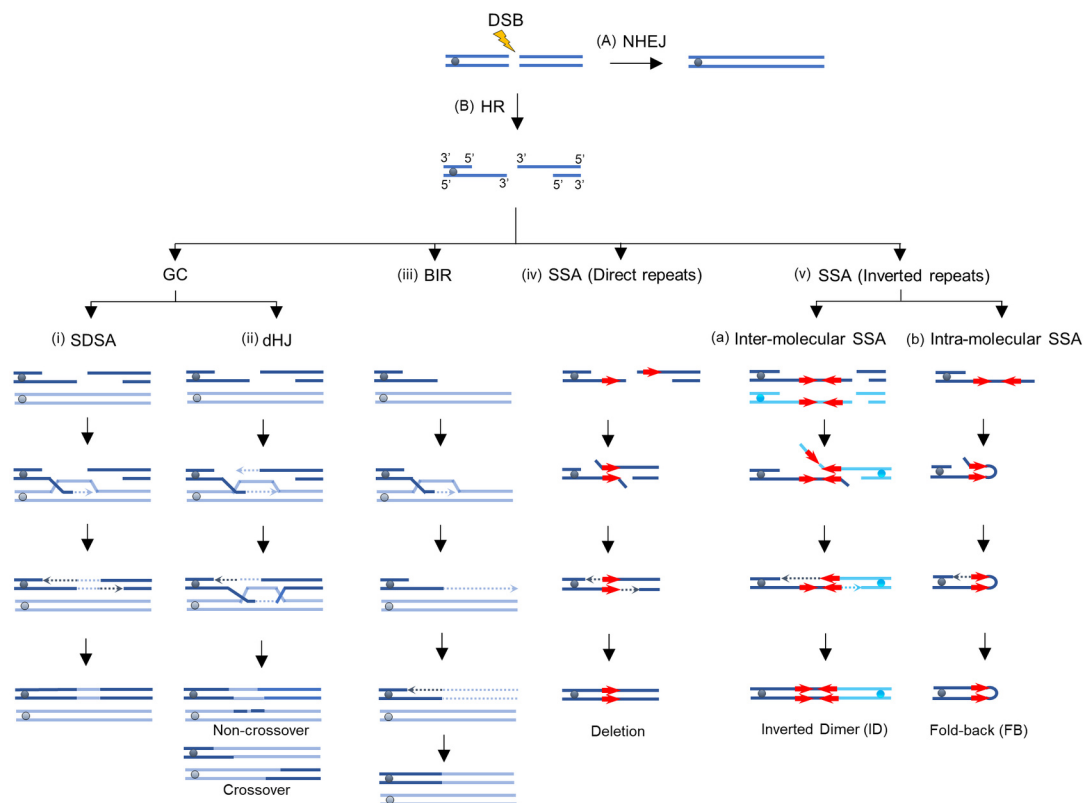 DSB
(A) NHEJ
(B) HR
3' 5' 3' 5'
5' 3' 5' 3'
GC
(iii) BIR
(iv) SSA (Direct repeats)
(v) SSA (Inverted repeats)
(i) SDSA
(ii) dHJ
(a) Inter-molecular SSA
(b) Intra-molecular SSA
Non-crossover
Crossover
Deletion
Inverted Dimer (ID)
Fold-back (FB)